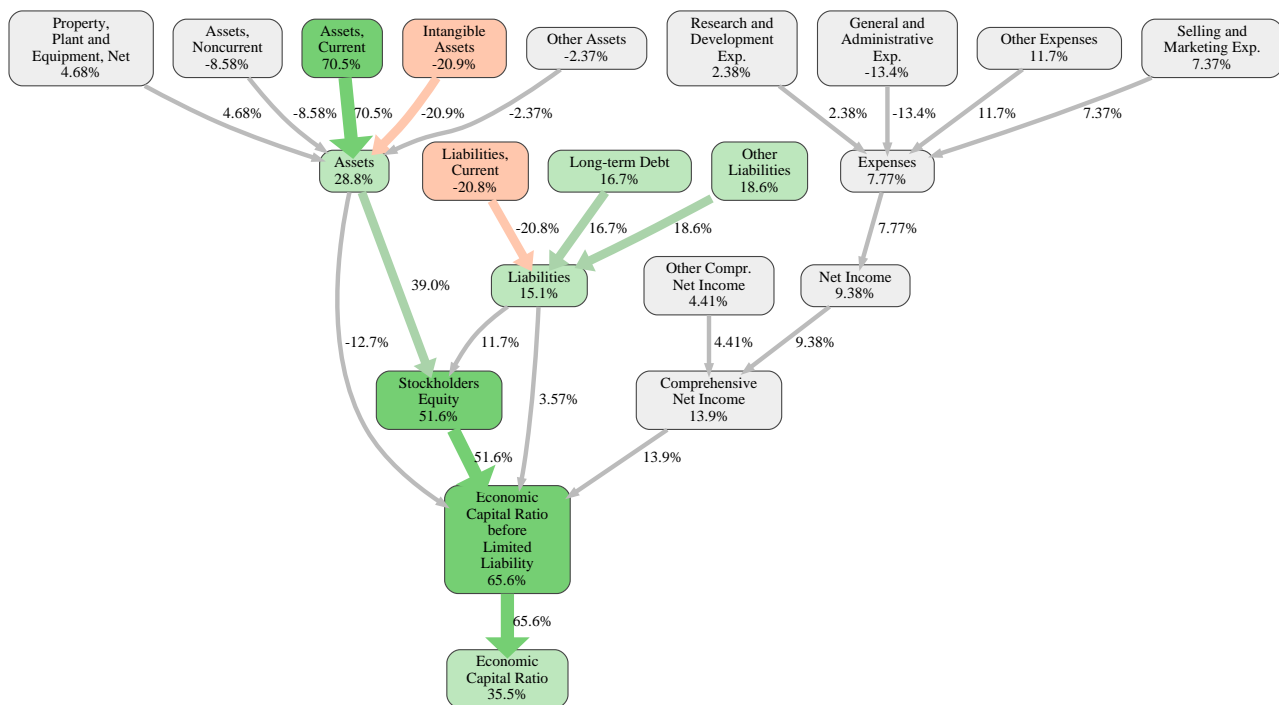 Property,
Plant and
Equipment, Net
4.68%
Assets,
Noncurrent
-8.58%
Assets,
Current
70.5%
Intangible
Assets
-20.9%
Other Assets
-2.37%
Research and
Development
Exp.
2.38%
General and
Administrative
Exp.
-13.4%
Other Expenses
11.7%
Selling and
Marketing Exp.
7.37%
4.68%
-8.58%
70.5%
-20.9%
-2.37%
2.38%
-13.4%
11.7%
7.37%
Assets
28.8%
Liabilities,
Current
-20.8%
Long-term Debt
16.7%
Other
Liabilities
18.6%
Expenses
7.77%
-20.8%
16.7%
18.6%
7.77%
Liabilities
15.1%
Other Compr.
Net Income
4.41%
Net Income
9.38%
39.0%
-12.7%
11.7%
4.41%
9.38%
Stockholders
Equity
51.6%
3.57%
Comprehensive
Net Income
13.9%
51.6%
13.9%
Economic
Capital Ratio
before
Limited
Liability
65.6%
65.6%
Economic
Capital Ratio
35.5%